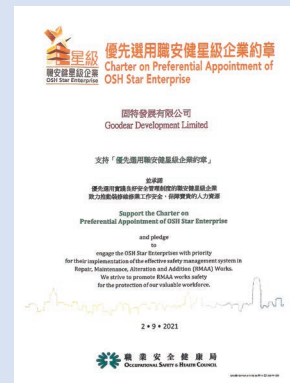 星級
職安健星級企業
OSH Star Enterprise
優先選用職安健星級企業約章
Charter on Preferential Appointment of
OSH Star Enterprise
固特發展有限公司
Goodear Development Limited
支持「優先選用職安健星級企業約章」
並承諾
優先選用實踐良好安全管理制度的職安健星級企業
致力推動裝修維修業工作安全，保障寶貴的人力資源
Support the Charter on
Preferential Appointment of OSH Star Enterprise
and pledge
to
engage the OSH Star Enterprises with priority
for their implementation of the effective safety management system in
Repair, Maintenance, Alteration and Addition (RMAA) Works.
We strive to promote RMAA works safety
for the protection of our valuable workforce.
2•9•2021
職業安全健康局
OCCUPATIONAL SAFETY & HEALTH COUNCIL